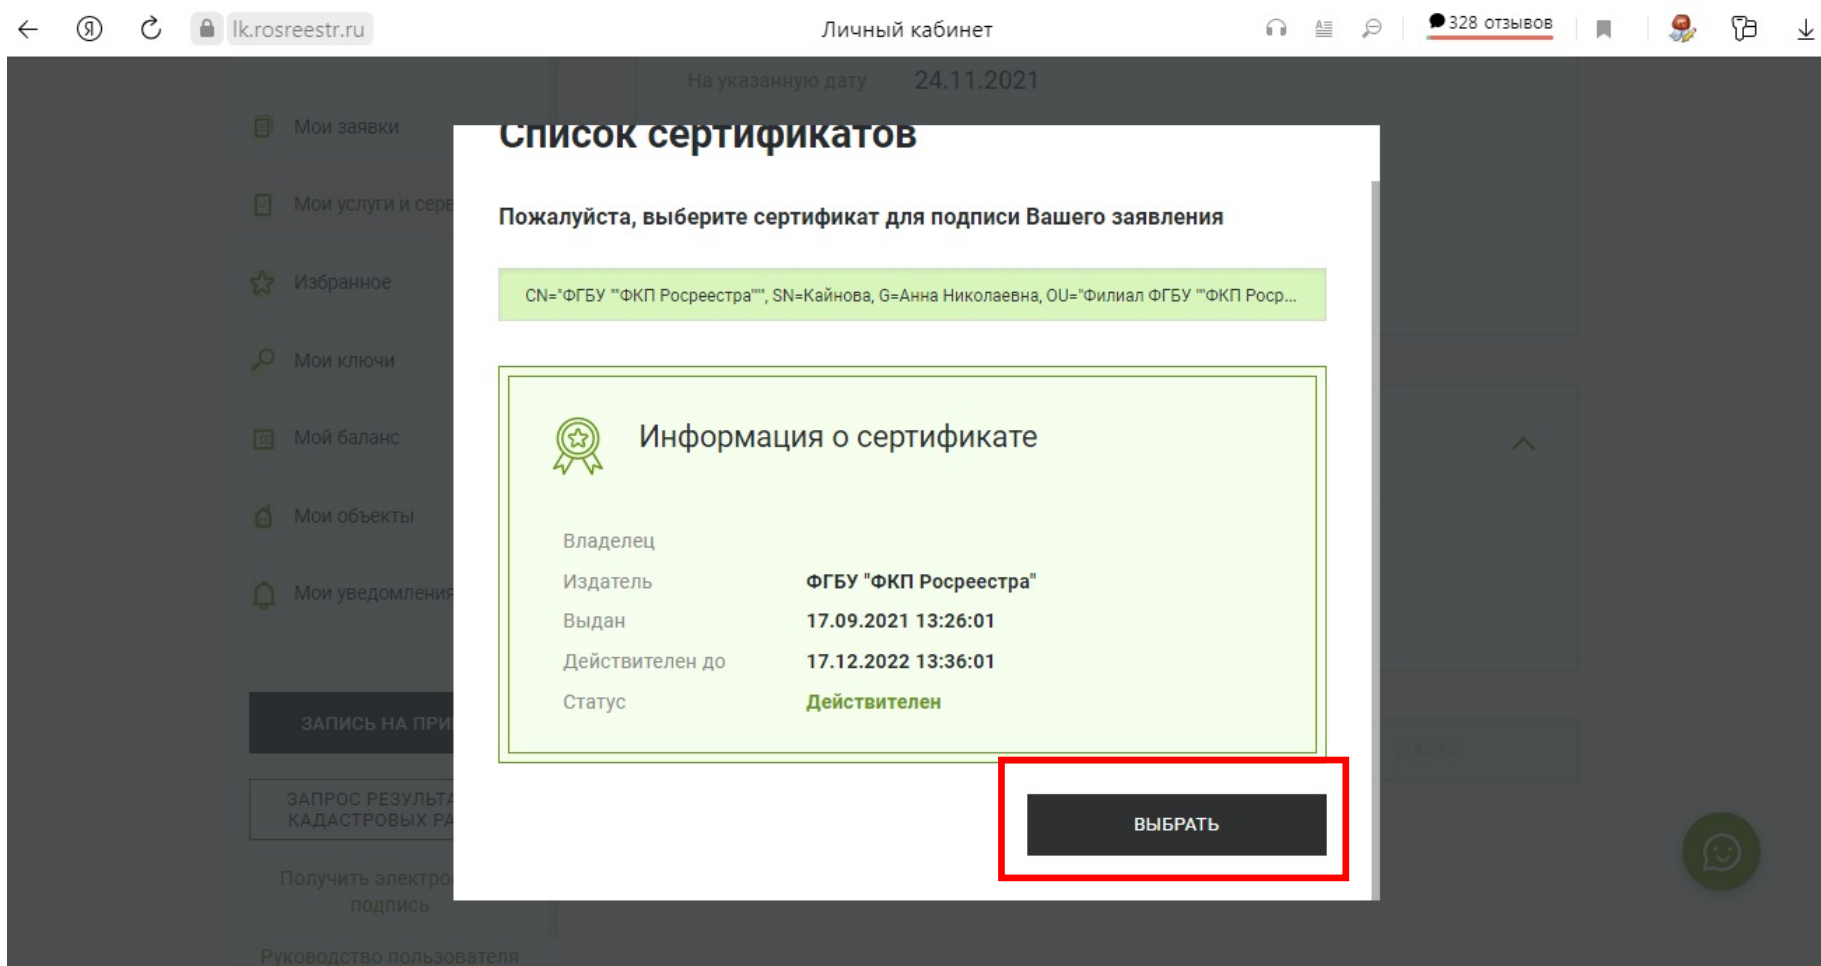 Я
lk.rosreestr.ru
Личный кабинет
328 отзывов
На указанную дату 24.11.2021
Мои заявки
Мои услуги и серв
Избранное
Мои ключи
Мой баланс
Мои объекты
Мои уведомления
ЗАПИСЬ НА ПРИ
ЗАПРОС РЕЗУЛЬТА
КАДАСТРОВЫХ РА
Получить электро
подпись
Руководство пользователя
Список сертификатов
Пожалуйста, выберите сертификат для подписи Вашего заявления
CN="ФГБУ ""ФКП Росреестра""", SN=Кайнова, G=Анна Николаевна, OU="Филиал ФГБУ ""ФКП Роср...
Информация о сертификате
Владелец
Издатель ФГБУ "ФКП Росреестра"
Выдан 17.09.2021 13:26:01
Действителен до 17.12.2022 13:36:01
Статус Действителен
ВЫБРАТЬ
ДАЛЕЕ